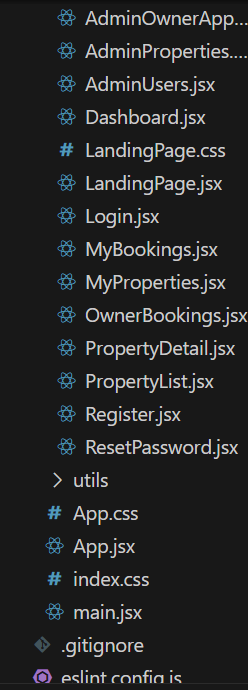 AdminOwnerApp...
AdminProperties....
AdminUsers.jsx
Dashboard.jsx
LandingPage.css
LandingPage.jsx
Login.jsx
MyBookings.jsx
MyProperties.jsx
OwnerBookings.jsx
PropertyDetail.jsx
PropertyList.jsx
Register.jsx
ResetPassword.jsx
utils
App.css
App.jsx
index.css
main.jsx
.gitignore
eslint.config.js